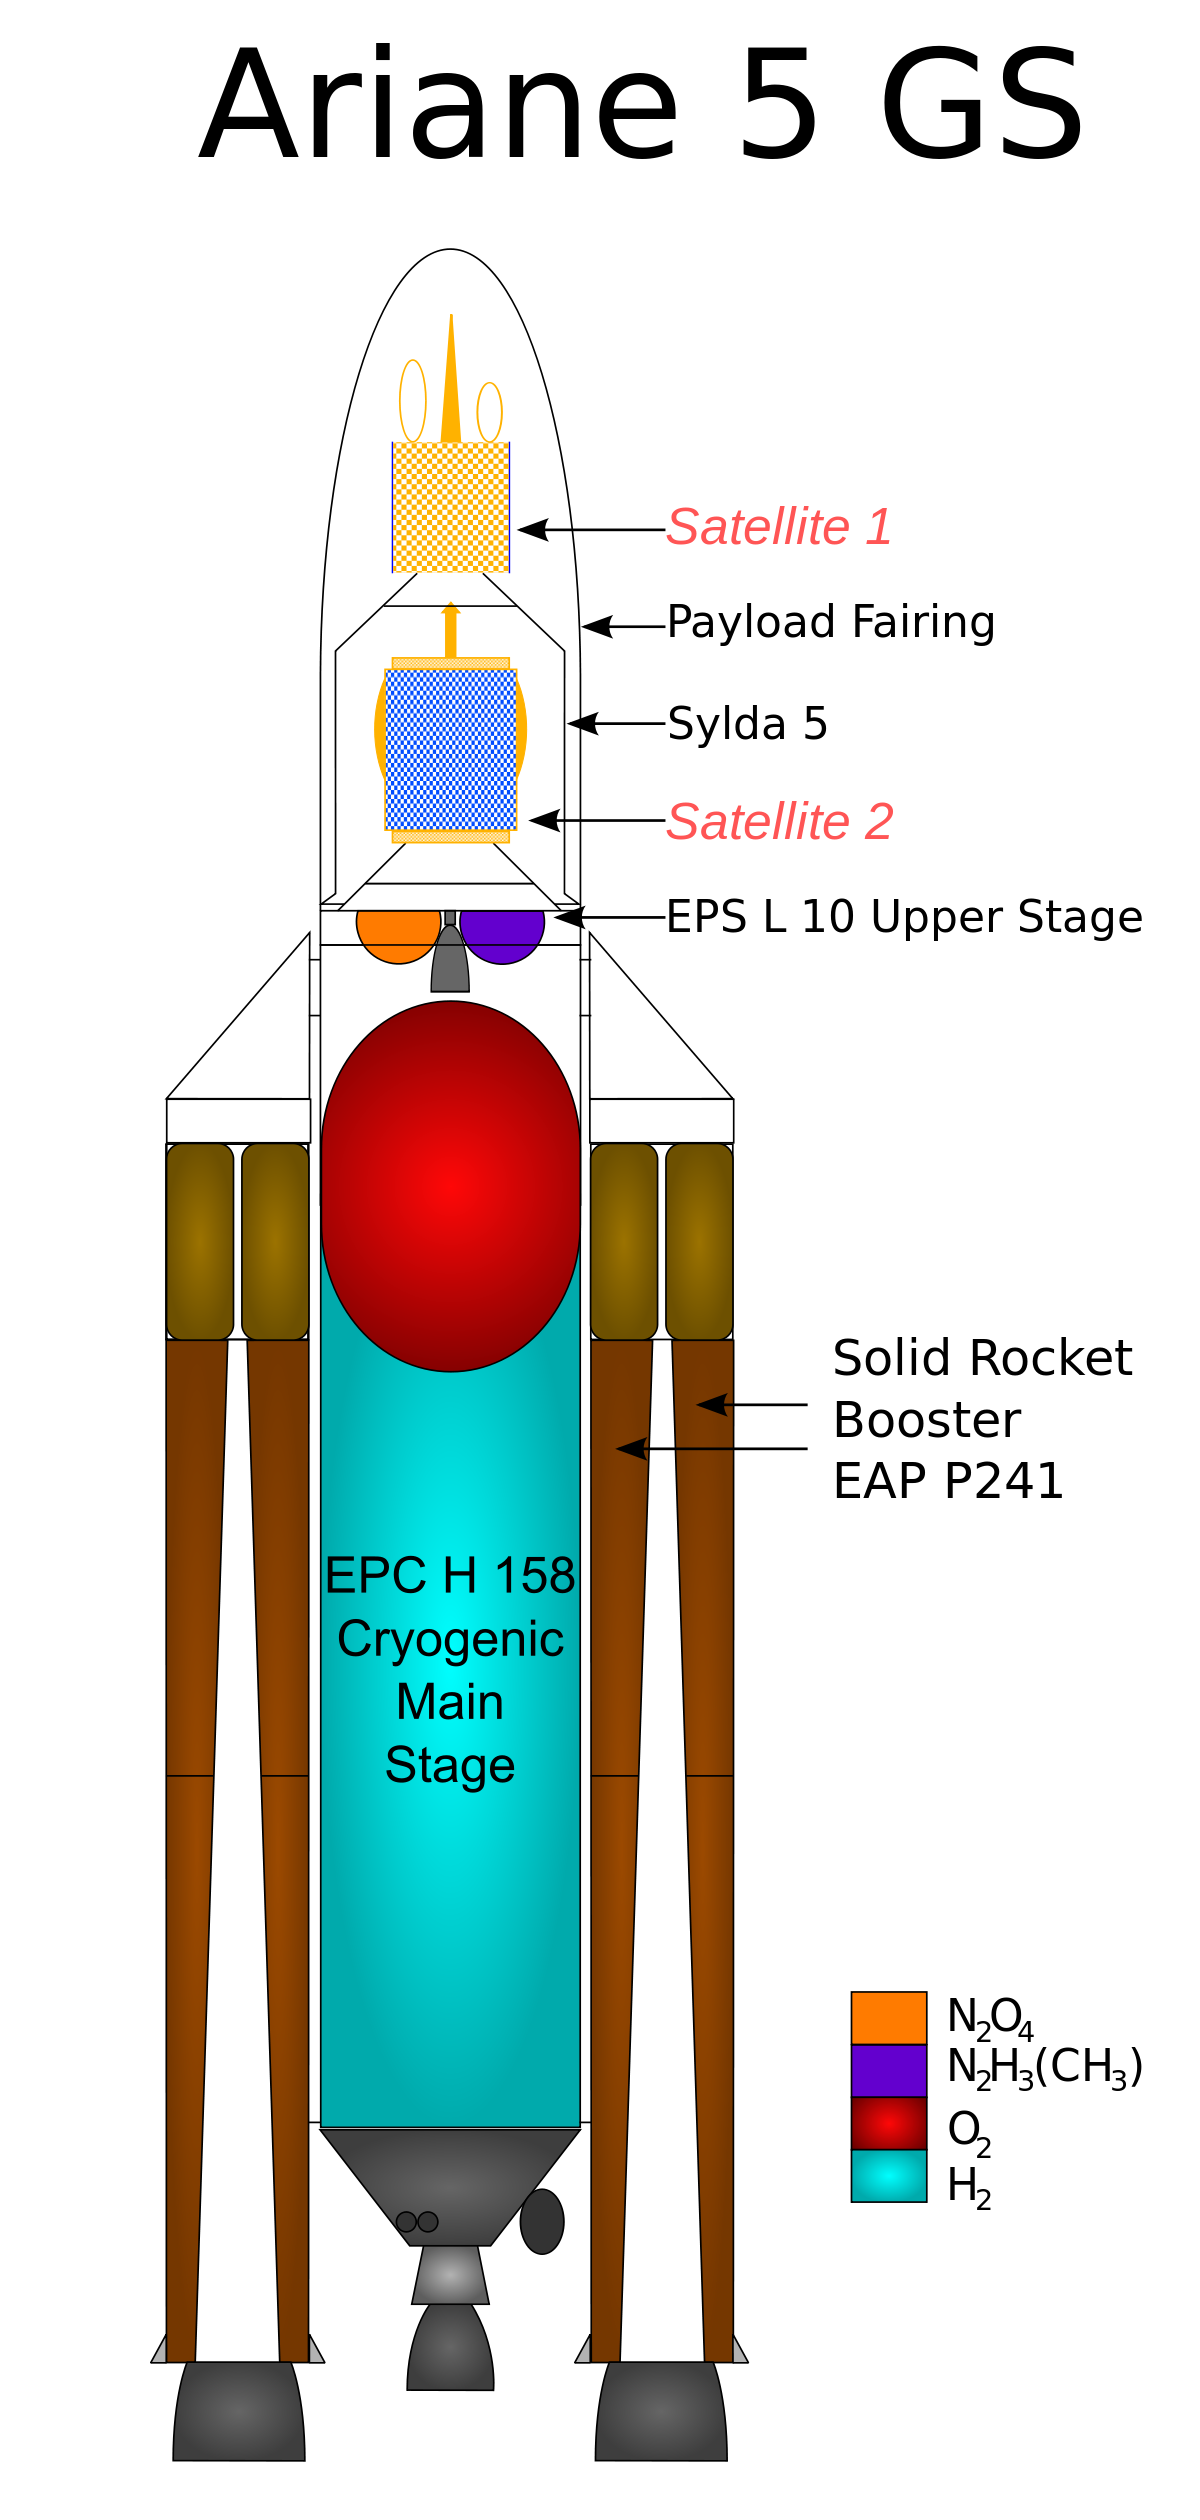 Ariane 5 GS
Satellite 1
Payload Fairing
Sylda 5
Satellite 2
EPS L 10 Upper Stage
Solid Rocket
Booster
EAP P241
EPC H 158
Cryogenic
Main
Stage
N₂O₄
N₂H₃(CH₃)
O₂
H₂